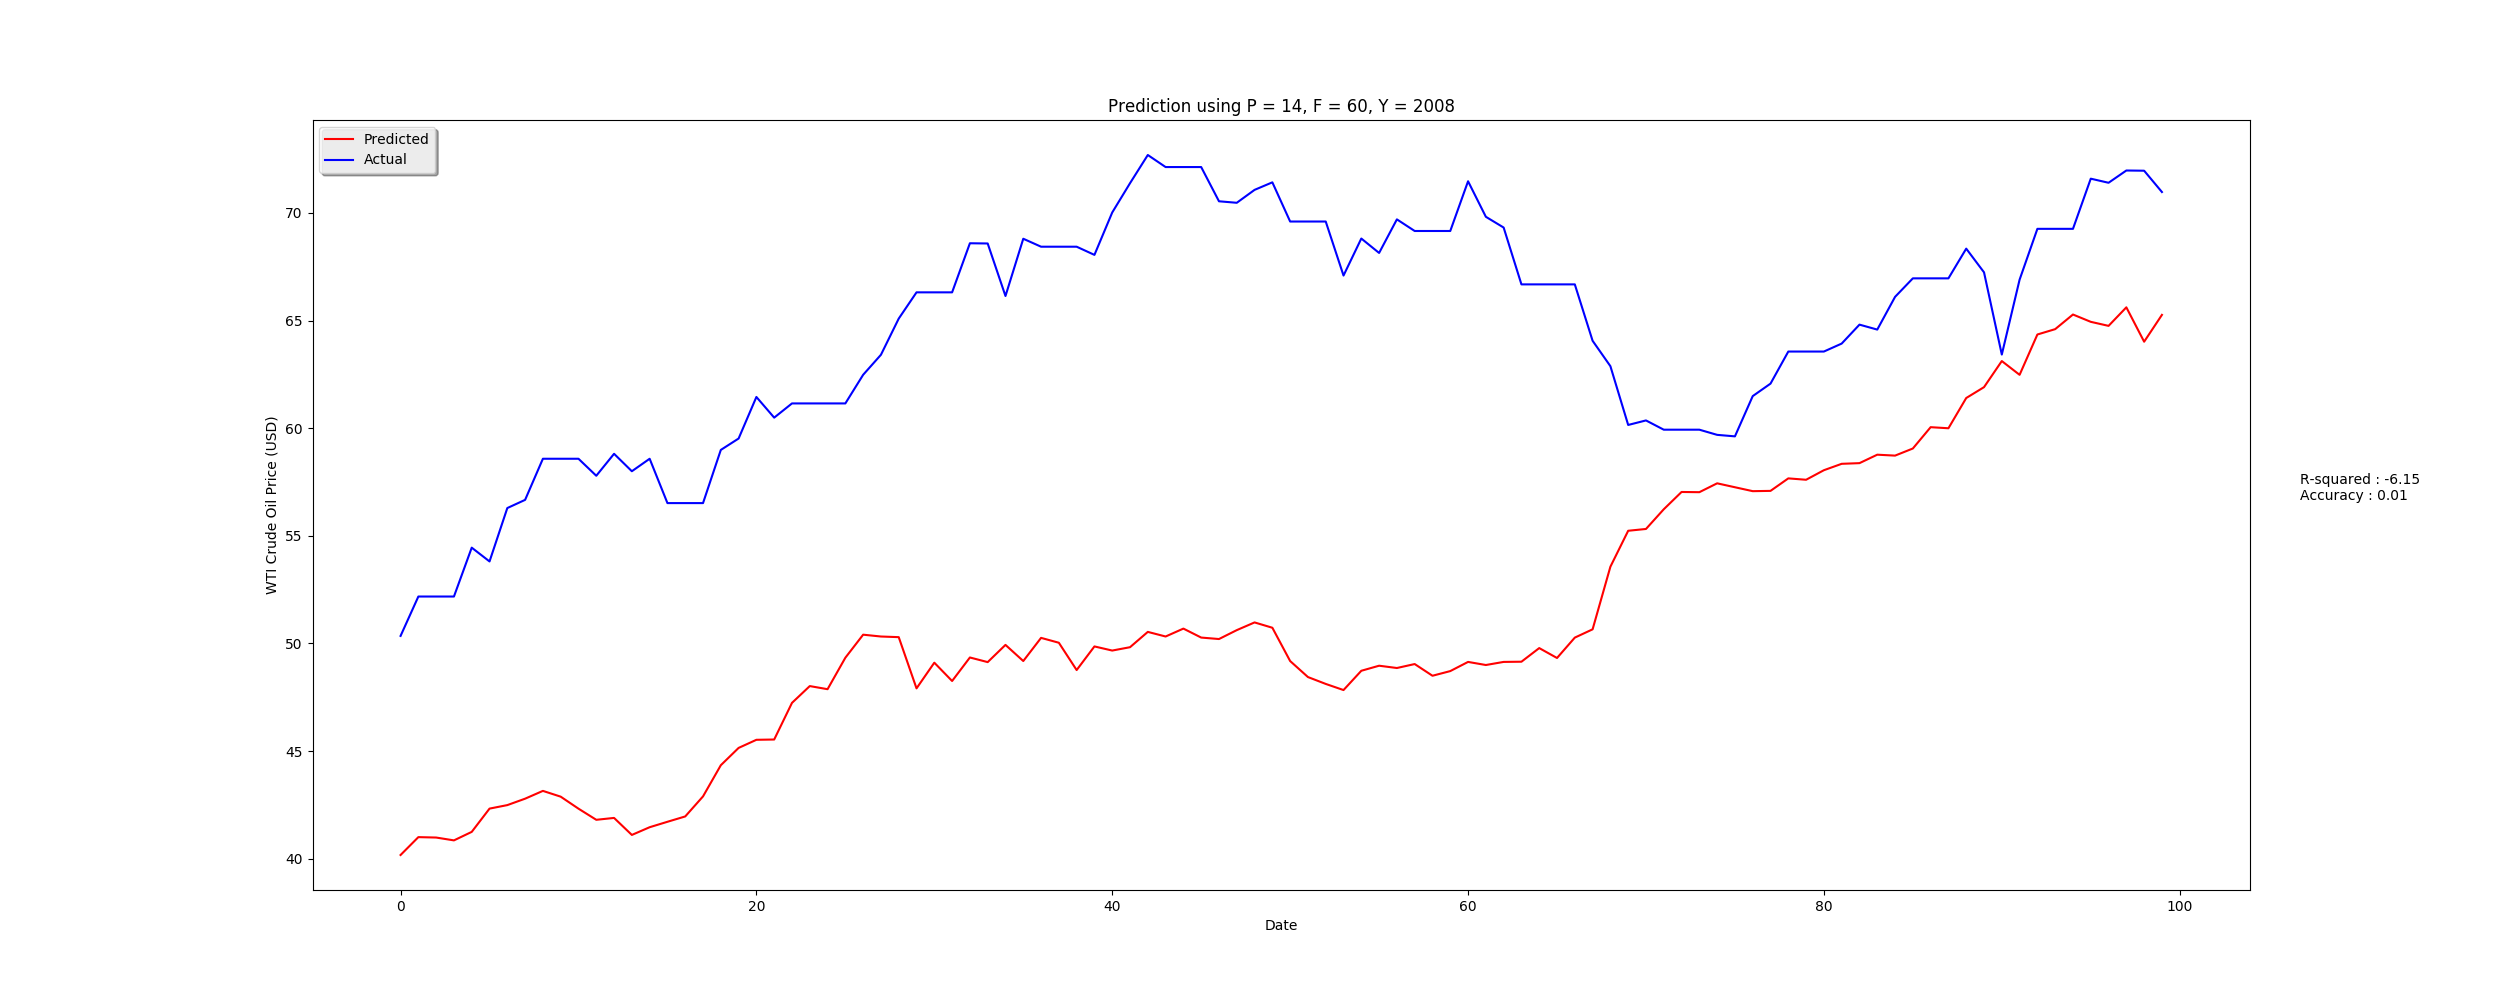 Prediction using P = 14, F = 60, Y = 2008
Predicted
Actual
70
65
60
55
50
45
40
WTI Crude Oil Price (USD)
0
20
40
60
80
100
Date
R-squared : -6.15
Accuracy : 0.01